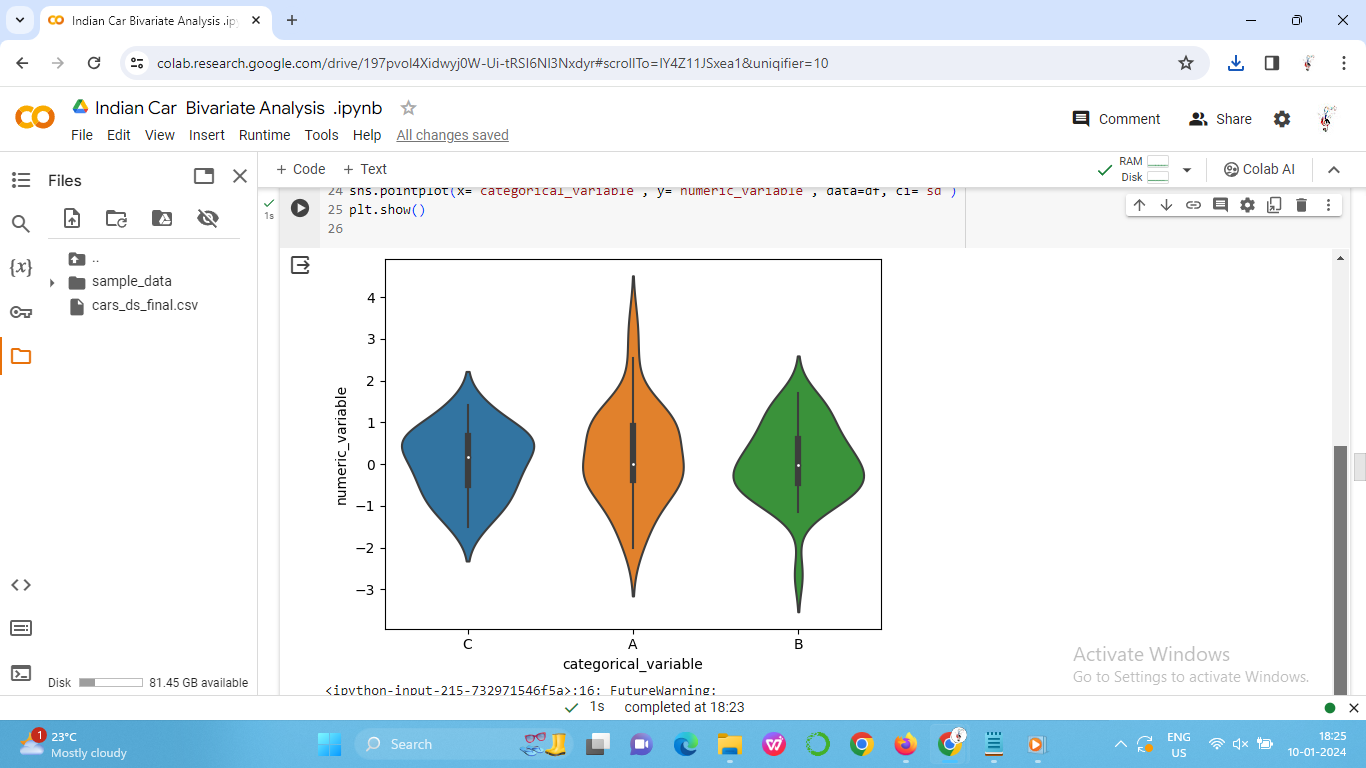 Indian Car Bivariate Analysis .ip
colab.research.google.com/drive/197pvol4Xidwyj0W-Ui-tRSI6NI3Nxdyr#scrollTo=IY4Z11JSxea1&uniqifier=10
Indian Car Bivariate Analysis .ipynb
File Edit View Insert Runtime Tools Help All changes saved
Comment Share
Files
+ Code + Text
RAM
Disk
Colab AI
..
sample_data
cars_ds_final.csv
1s
24 sns.pointplot(x='categorical_variable', y='numeric_variable', data=df, ci='sd')
25 plt.show()
26
4
3
2
1
0
−1
−2
−3
numeric_variable
C A B
categorical_variable
<ipython-input-215-732971546f5a>:16: FutureWarning:
Activate Windows
Go to Settings to activate Windows.
Disk 81.45 GB available
1s completed at 18:23
1
23°C
Mostly cloudy
Search
ENG
US
18:25
10-01-2024